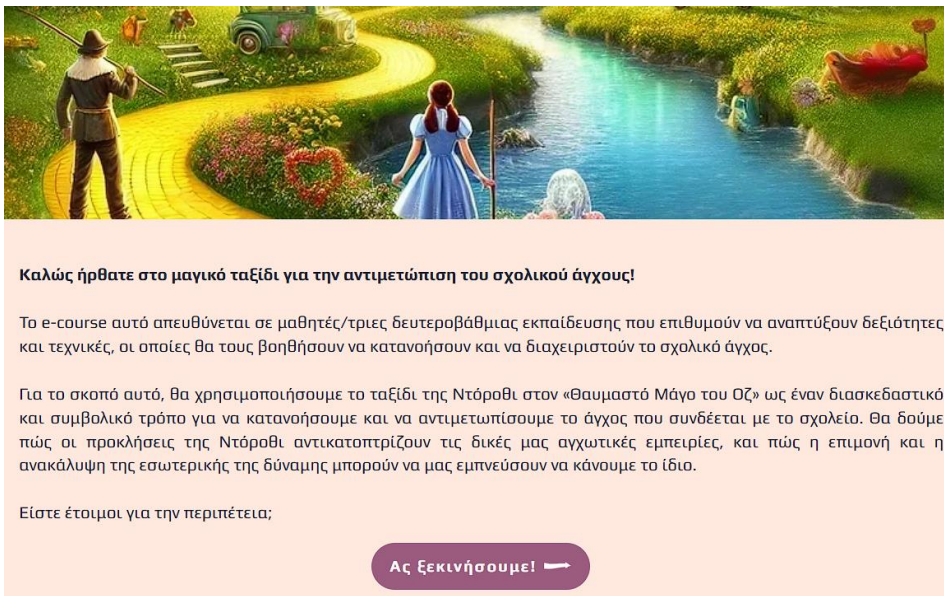 Καλώς ήρθατε στο μαγικό ταξίδι για την αντιμετώπιση του σχολικού άγχους!
Το e-course αυτό απευθύνεται σε μαθητές/τριες δευτεροβάθμιας εκπαίδευσης που επιθυμούν να αναπτύξουν δεξιότητες
και τεχνικές, οι οποίες θα τους βοηθήσουν να κατανοήσουν και να διαχειριστούν το σχολικό άγχος.
Για το σκοπό αυτό, θα χρησιμοποιήσουμε το ταξίδι της Ντόροθι στον «Θαυμαστό Μάγο του Οζ» ως έναν διασκεδαστικό
και συμβολικό τρόπο για να κατανοήσουμε και να αντιμετωπίσουμε το άγχος που συνδέεται με το σχολείο. Θα δούμε
πώς οι προκλήσεις της Ντόροθι αντικατοπτρίζουν τις δικές μας αγχωτικές εμπειρίες, και πώς η επιμονή και η
ανακάλυψη της εσωτερικής της δύναμης μπορούν να μας εμπνεύσουν να κάνουμε το ίδιο.
Είστε έτοιμοι για την περιπέτεια;
Ας ξεκινήσουμε!